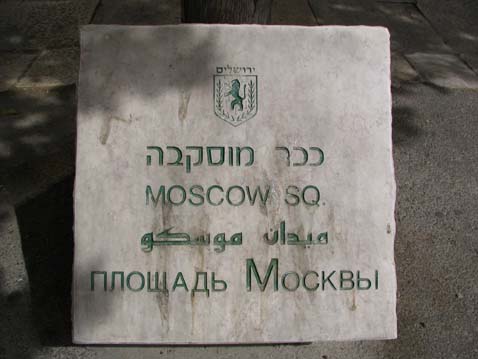 ירושלים
ככר מוסקבה
MOSCOW SQ.
ميدان موسكو
ПЛОЩАДЬ МОСКВЫ